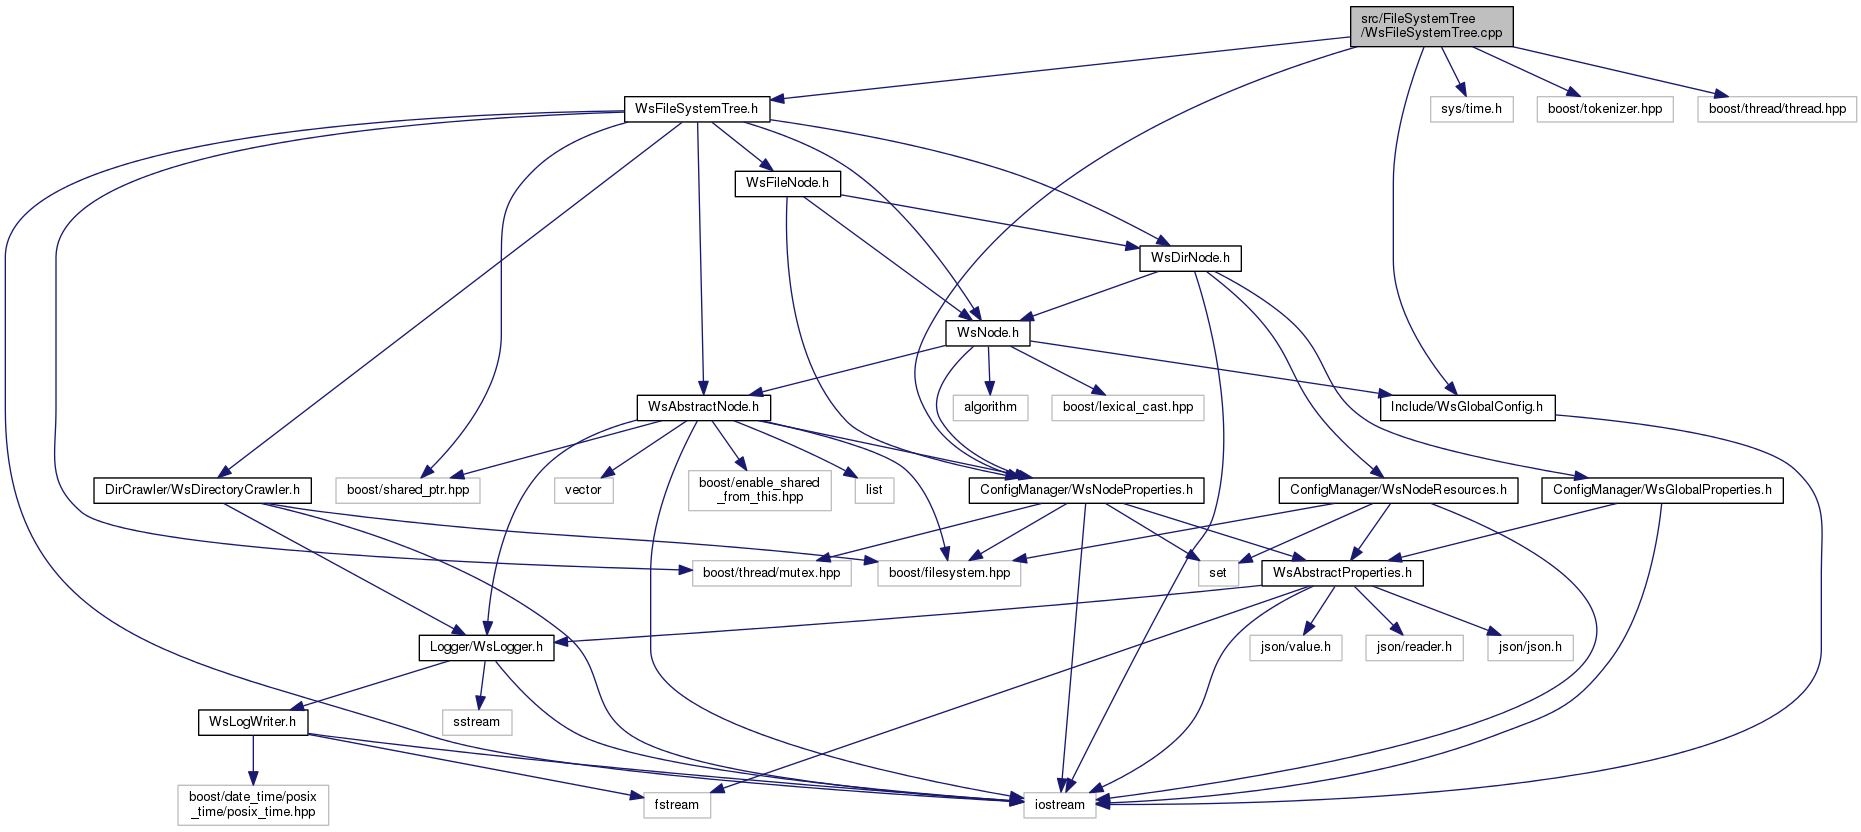 src/FileSystemTree
/WsFileSystemTree.cpp
WsFileSystemTree.h
sys/time.h
boost/tokenizer.hpp
boost/thread/thread.hpp
WsFileNode.h
WsDirNode.h
WsNode.h
WsAbstractNode.h
algorithm
boost/lexical_cast.hpp
Include/WsGlobalConfig.h
DirCrawler/WsDirectoryCrawler.h
boost/shared_ptr.hpp
vector
boost/enable_shared
_from_this.hpp
list
ConfigManager/WsNodeProperties.h
ConfigManager/WsNodeResources.h
ConfigManager/WsGlobalProperties.h
boost/thread/mutex.hpp
boost/filesystem.hpp
set
WsAbstractProperties.h
Logger/WsLogger.h
json/value.h
json/reader.h
json/json.h
WsLogWriter.h
sstream
boost/date_time/posix
_time/posix_time.hpp
fstream
iostream